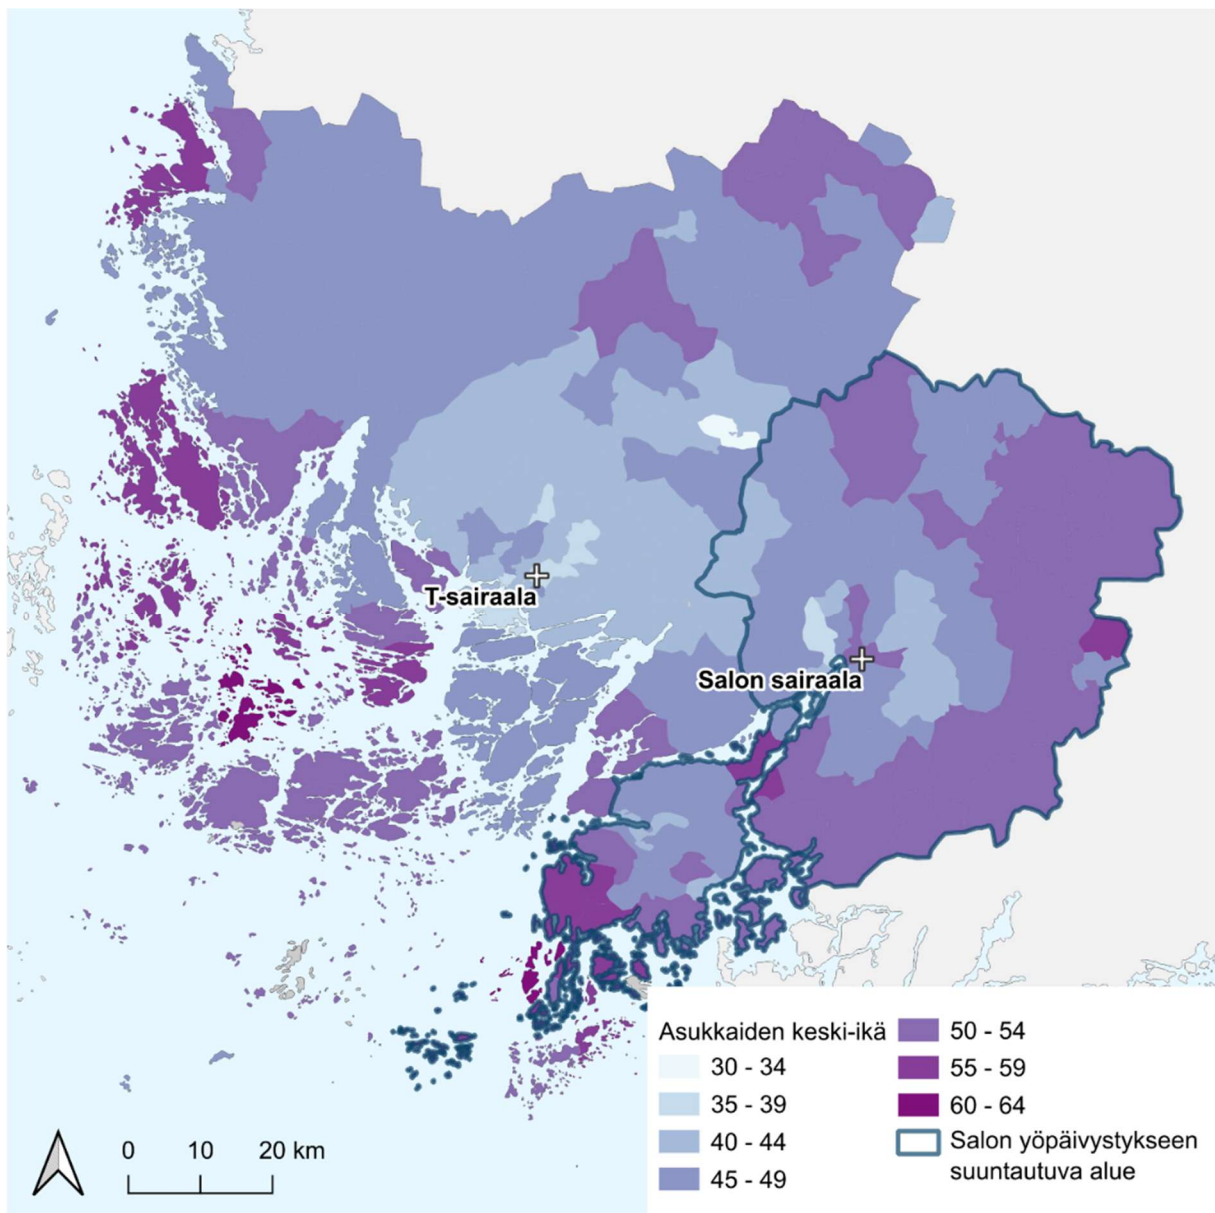 T-sairaala
Salon sairaala
Asukkaiden keski-ikä
30 - 34
35 - 39
40 - 44
45 - 49
50 - 54
55 - 59
60 - 64
Salon yöpäivystykseen
suuntautuva alue
0 10 20 km